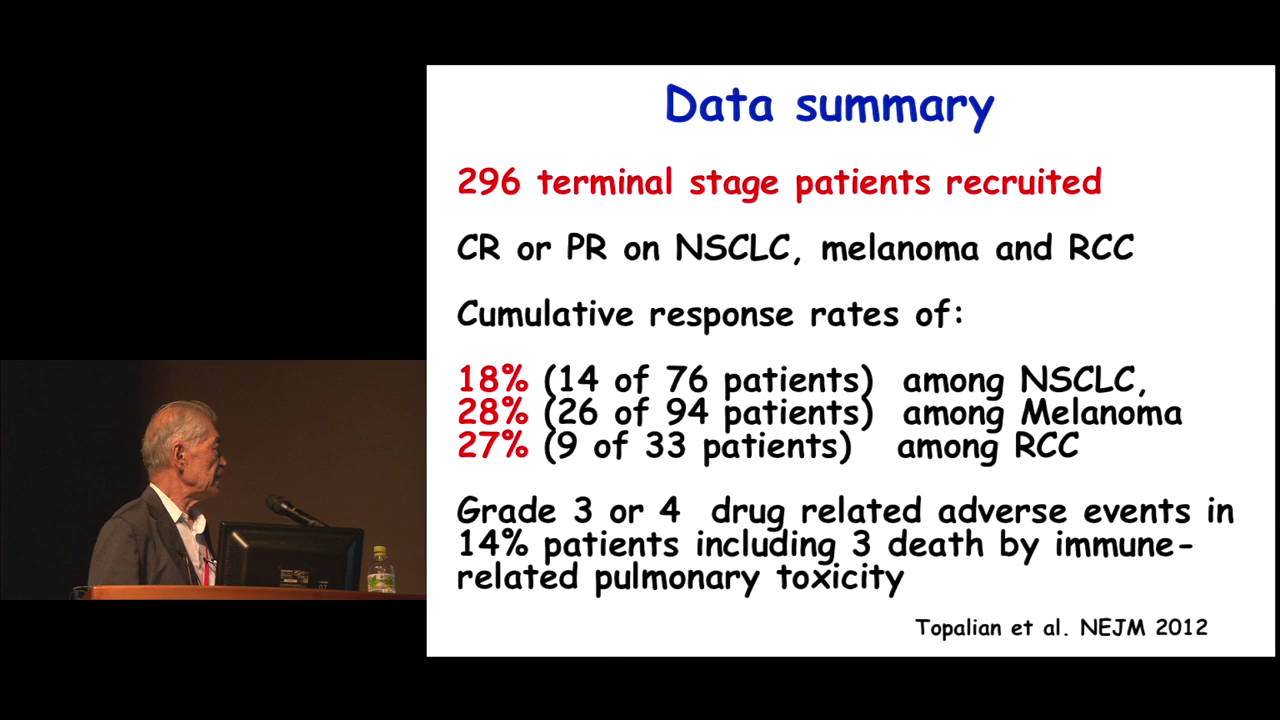 Data summary
296 terminal stage patients recruited
CR or PR on NSCLC, melanoma and RCC
Cumulative response rates of:
18% (14 of 76 patients) among NSCLC,
28% (26 of 94 patients) among Melanoma
27% (9 of 33 patients) among RCC
Grade 3 or 4 drug related adverse events in
14% patients including 3 death by immune-
related pulmonary toxicity
Topalian et al. NEJM 2012